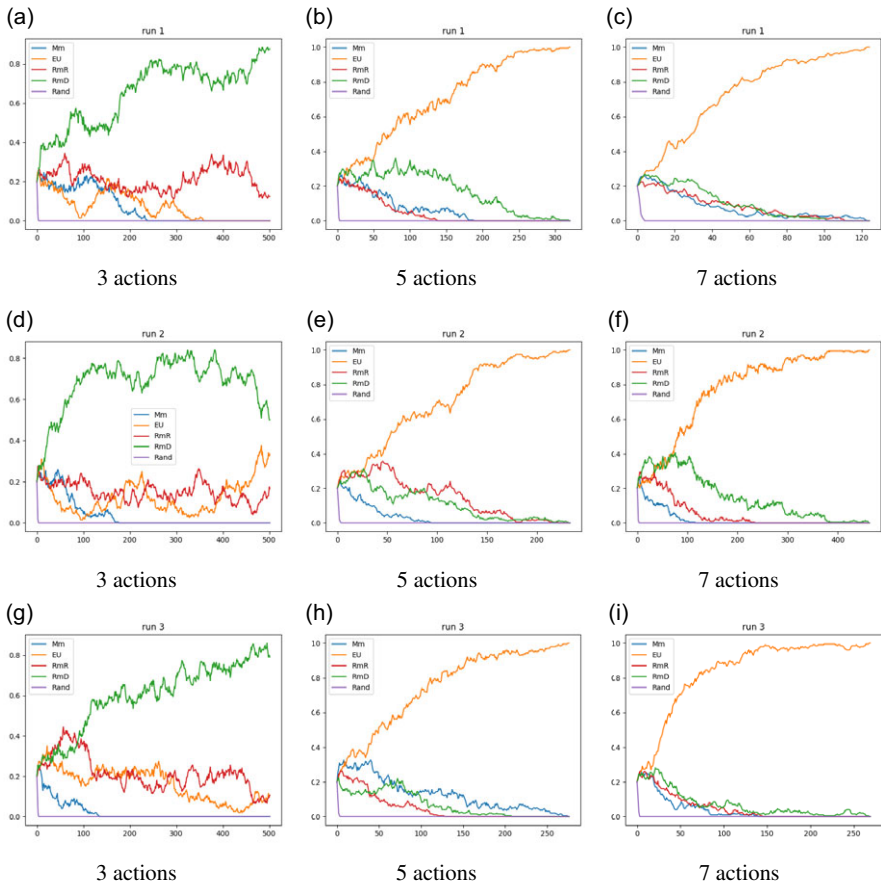 (a)
run 1
Mm
EU
RmR
RmD
Rand
0.8
0.6
0.4
0.2
0.0
0 100 200 300 400 500
3 actions
(b)
run 1
Mm
EU
RmR
RmD
Rand
1.0
0.8
0.6
0.4
0.2
0.0
0 50 100 150 200 250 300
5 actions
(c)
run 1
Mm
EU
RmR
RmD
Rand
1.0
0.8
0.6
0.4
0.2
0.0
0 20 40 60 80 100 120
7 actions
(d)
run 2
Mm
EU
RmR
RmD
Rand
0.8
0.6
0.4
0.2
0.0
0 100 200 300 400 500
3 actions
(e)
run 2
Mm
EU
RmR
RmD
Rand
1.0
0.8
0.6
0.4
0.2
0.0
0 50 100 150 200
5 actions
(f)
run 2
Mm
EU
RmR
RmD
Rand
1.0
0.8
0.6
0.4
0.2
0.0
0 100 200 300 400
7 actions
(g)
run 3
Mm
EU
RmR
RmD
Rand
0.8
0.6
0.4
0.2
0.0
0 100 200 300 400 500
3 actions
(h)
run 3
Mm
EU
RmR
RmD
Rand
1.0
0.8
0.6
0.4
0.2
0.0
0 50 100 150 200 250
5 actions
(i)
run 3
Mm
EU
RmR
RmD
Rand
1.0
0.8
0.6
0.4
0.2
0.0
0 50 100 150 200 250
7 actions